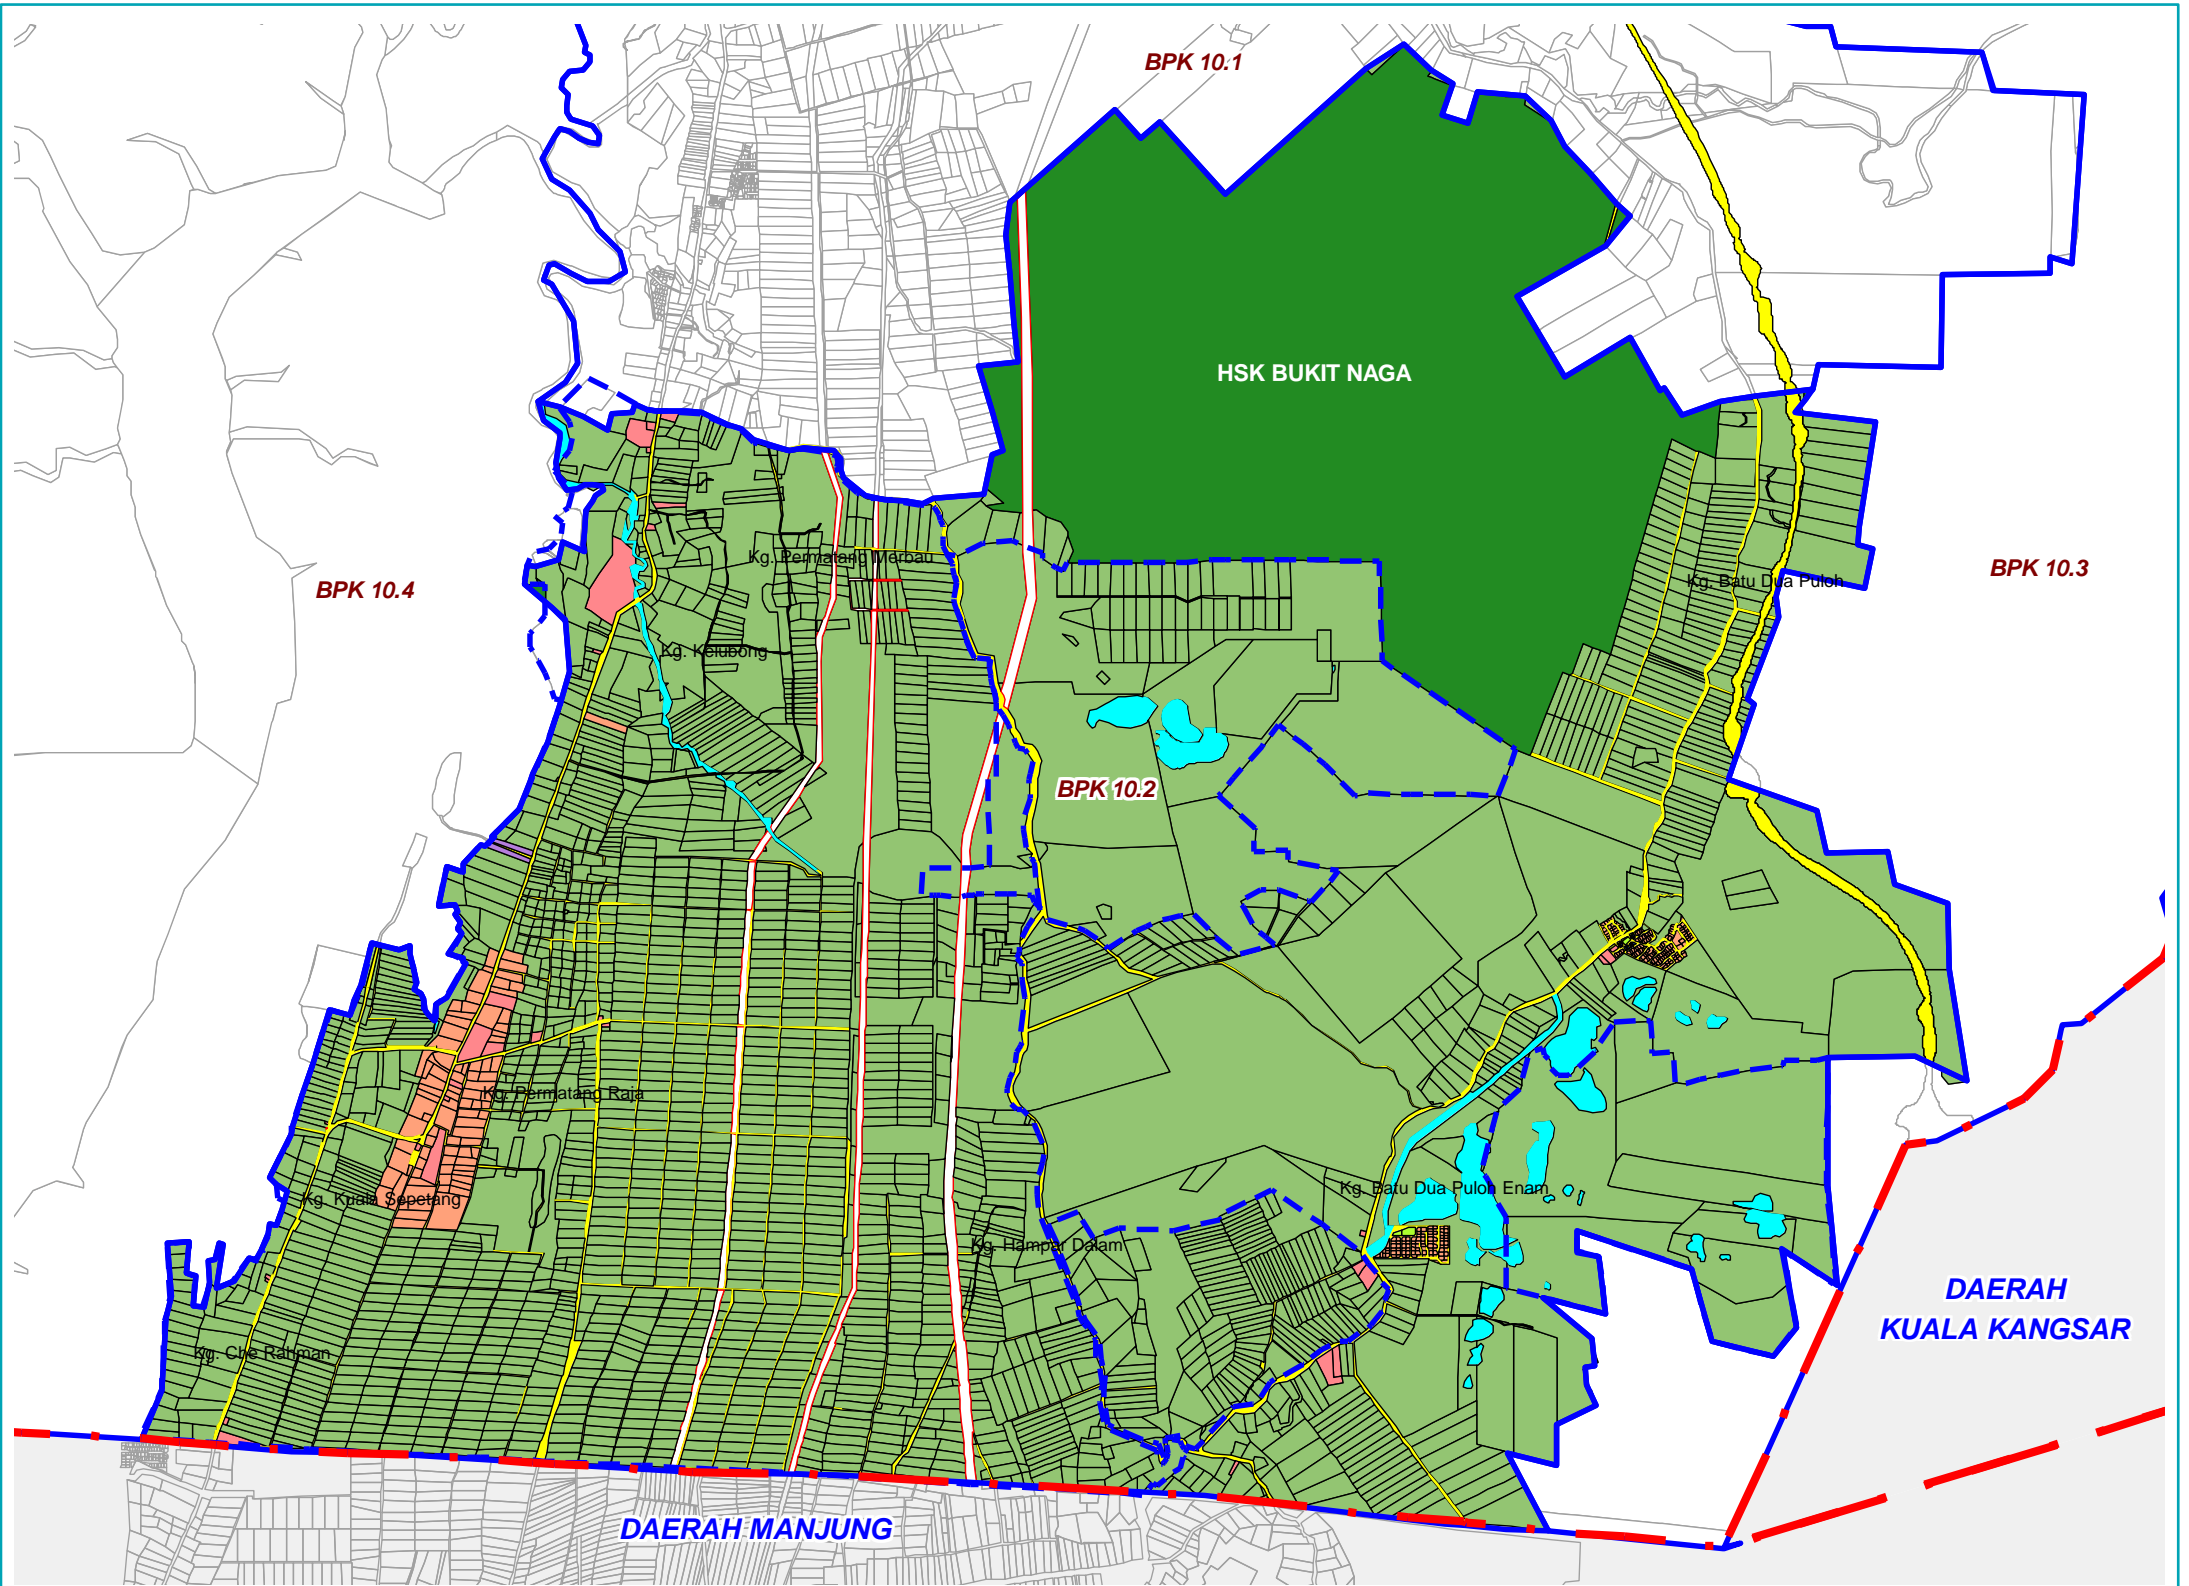 BPK 10.1
HSK BUKIT NAGA
Kg. Permatang Merbau
BPK 10.3
Kg. Batu Dua Puloh
BPK 10.4
Kg. Kelubong
BPK 10.2
Kg. Permatang Raja
Kg. Batu Dua Puloh Enam
Kg. Kuala Sepetang
Kg. Hampar Dalam
DAERAH
KUALA KANGSAR
Kg. Che Rahman
DAERAH MANJUNG